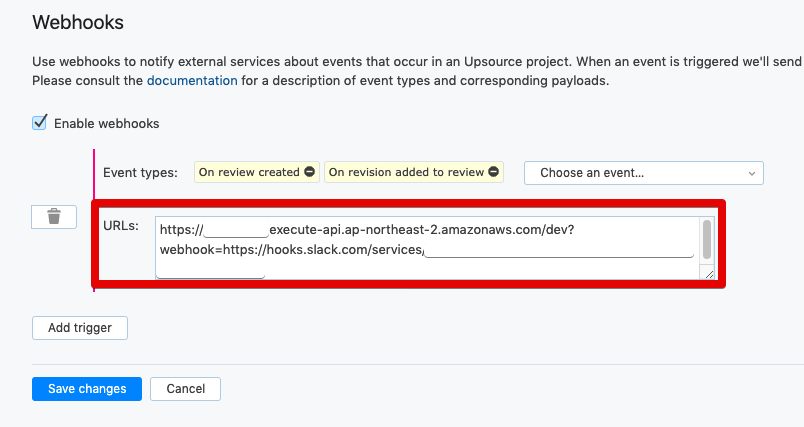 Webhooks
Use webhooks to notify external services about events that occur in an Upsource project. When an event is triggered we'll send
Please consult the documentation for a description of event types and corresponding payloads.
Enable webhooks
Event types: On review created On revision added to review Choose an event...
URLs: https://
execute-api.ap-northeast-2.amazonaws.com/dev?
webhook=https://hooks.slack.com/services/
Add trigger
Save changes Cancel